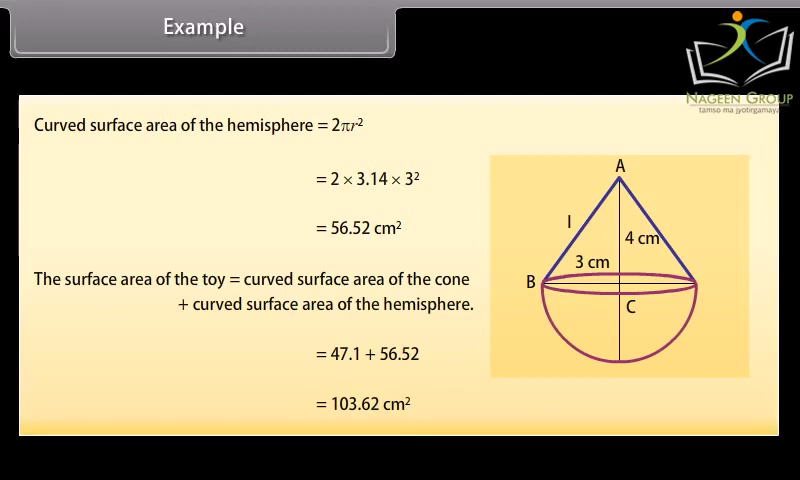 Example
NAGEEN GROUP
tamso ma jyotirgamaya
Curved surface area of the hemisphere = 2πr²
= 2 × 3.14 × 3²
= 56.52 cm²
The surface area of the toy = curved surface area of the cone
+ curved surface area of the hemisphere.
= 47.1 + 56.52
= 103.62 cm²
A
l
4 cm
3 cm
B
C